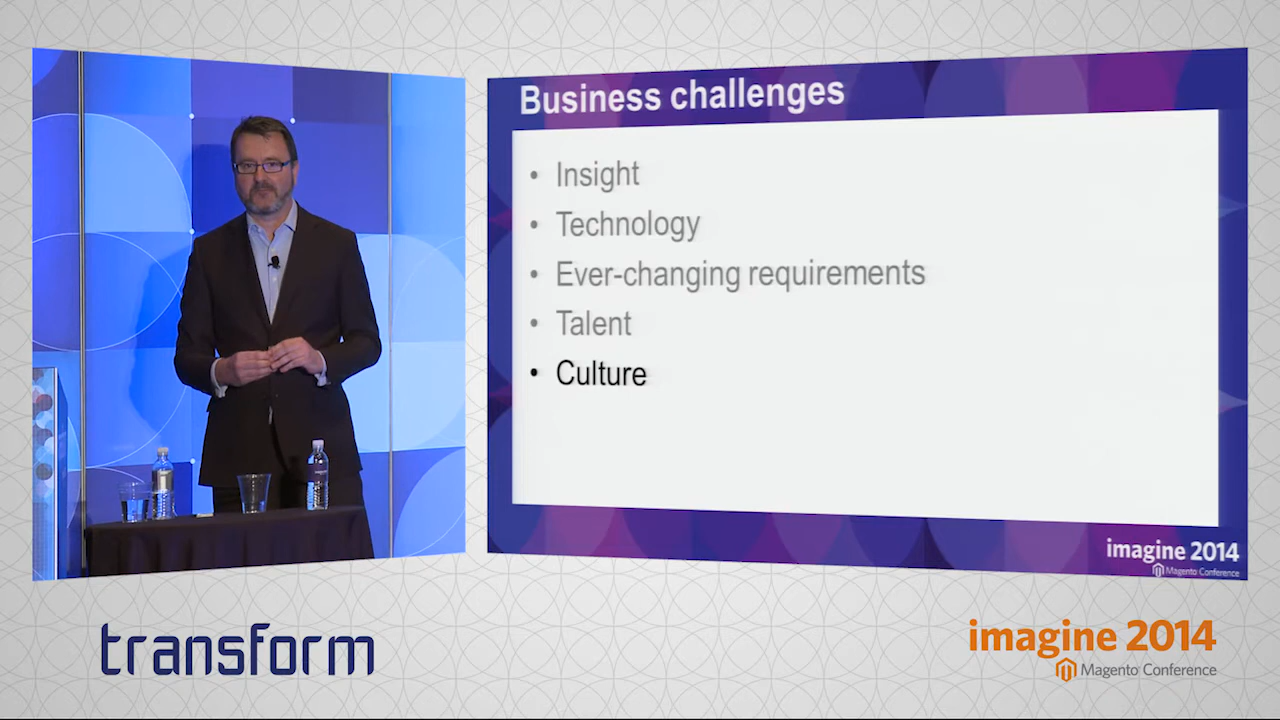 Business challenges
• Insight
• Technology
• Ever-changing requirements
• Talent
• Culture
imagine 2014
Magento Conference
transform
imagine 2014
Magento Conference